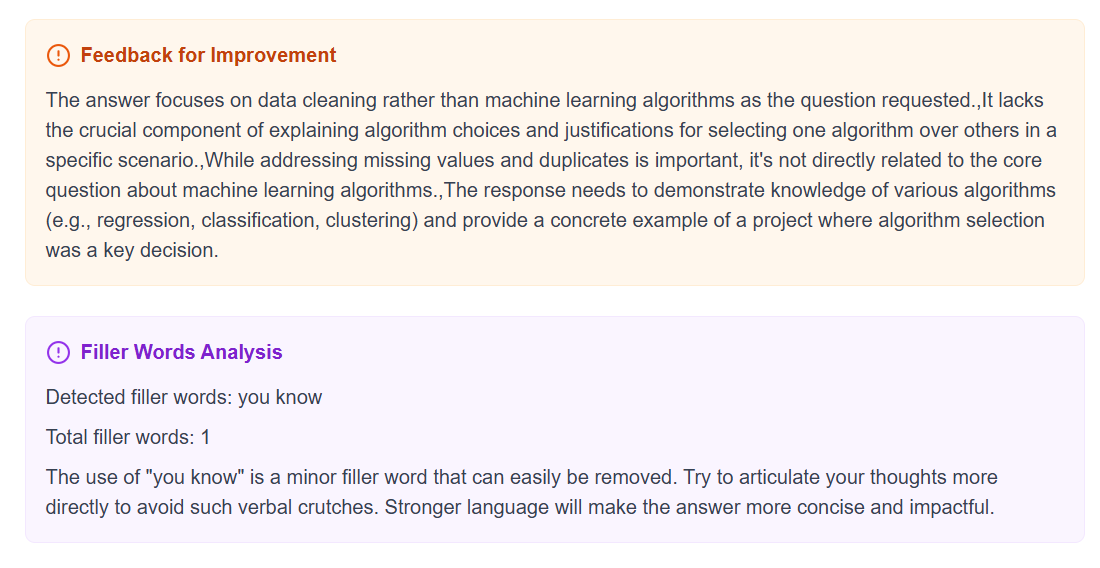 Feedback for Improvement
The answer focuses on data cleaning rather than machine learning algorithms as the question requested.,It lacks
the crucial component of explaining algorithm choices and justifications for selecting one algorithm over others in a
specific scenario.,While addressing missing values and duplicates is important, it's not directly related to the core
question about machine learning algorithms.,The response needs to demonstrate knowledge of various algorithms
(e.g., regression, classification, clustering) and provide a concrete example of a project where algorithm selection
was a key decision.
Filler Words Analysis
Detected filler words: you know
Total filler words: 1
The use of "you know" is a minor filler word that can easily be removed. Try to articulate your thoughts more
directly to avoid such verbal crutches. Stronger language will make the answer more concise and impactful.